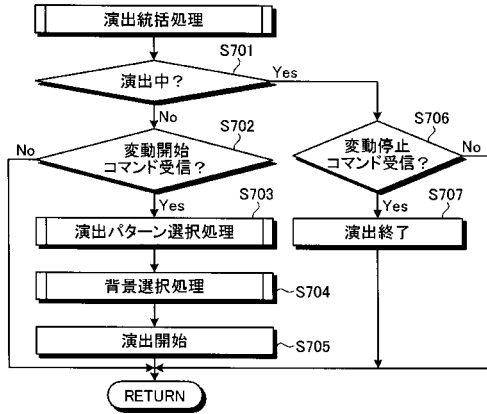 演出統括処理
S701
演出中?
Yes
No
S702
変動開始
コマンド受信?
No
Yes
S706
変動停止
コマンド受信?
No
Yes
S703
演出パターン選択処理
S707
演出終了
背景選択処理
S704
演出開始
S705
RETURN